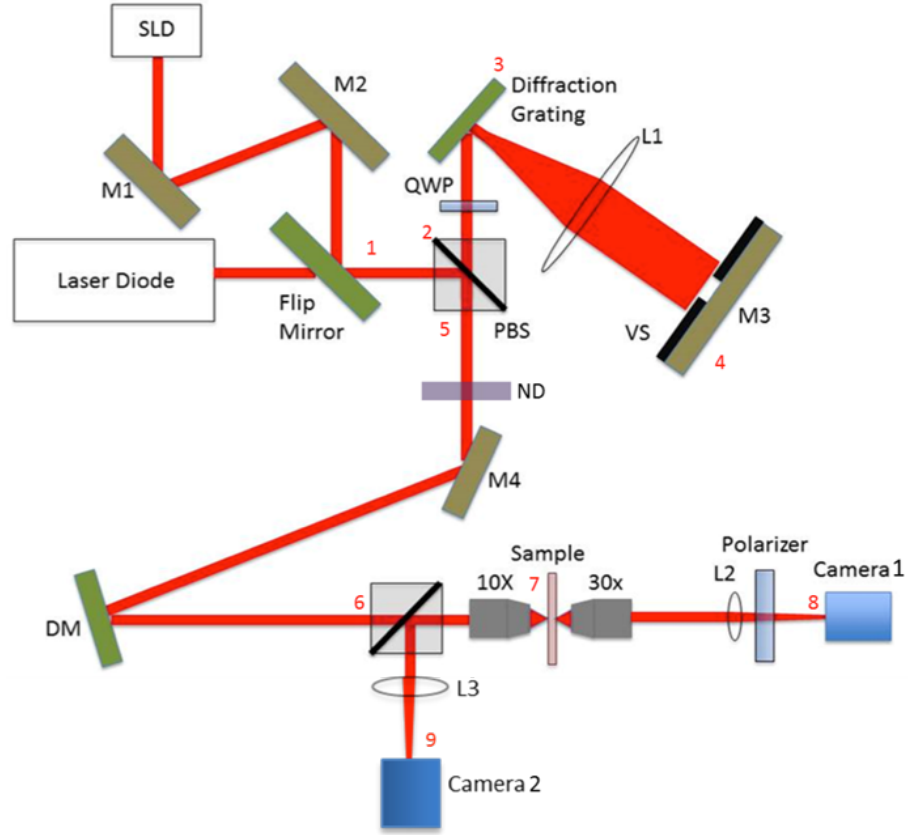 SLD
M2
3
Diffraction
Grating
L1
M1
QWP
Laser Diode
1
2
Flip
Mirror
5
PBS
VS
M3
4
ND
M4
Sample
Polarizer
10X
7
30x
L2
Camera 1
6
8
DM
L3
9
Camera 2